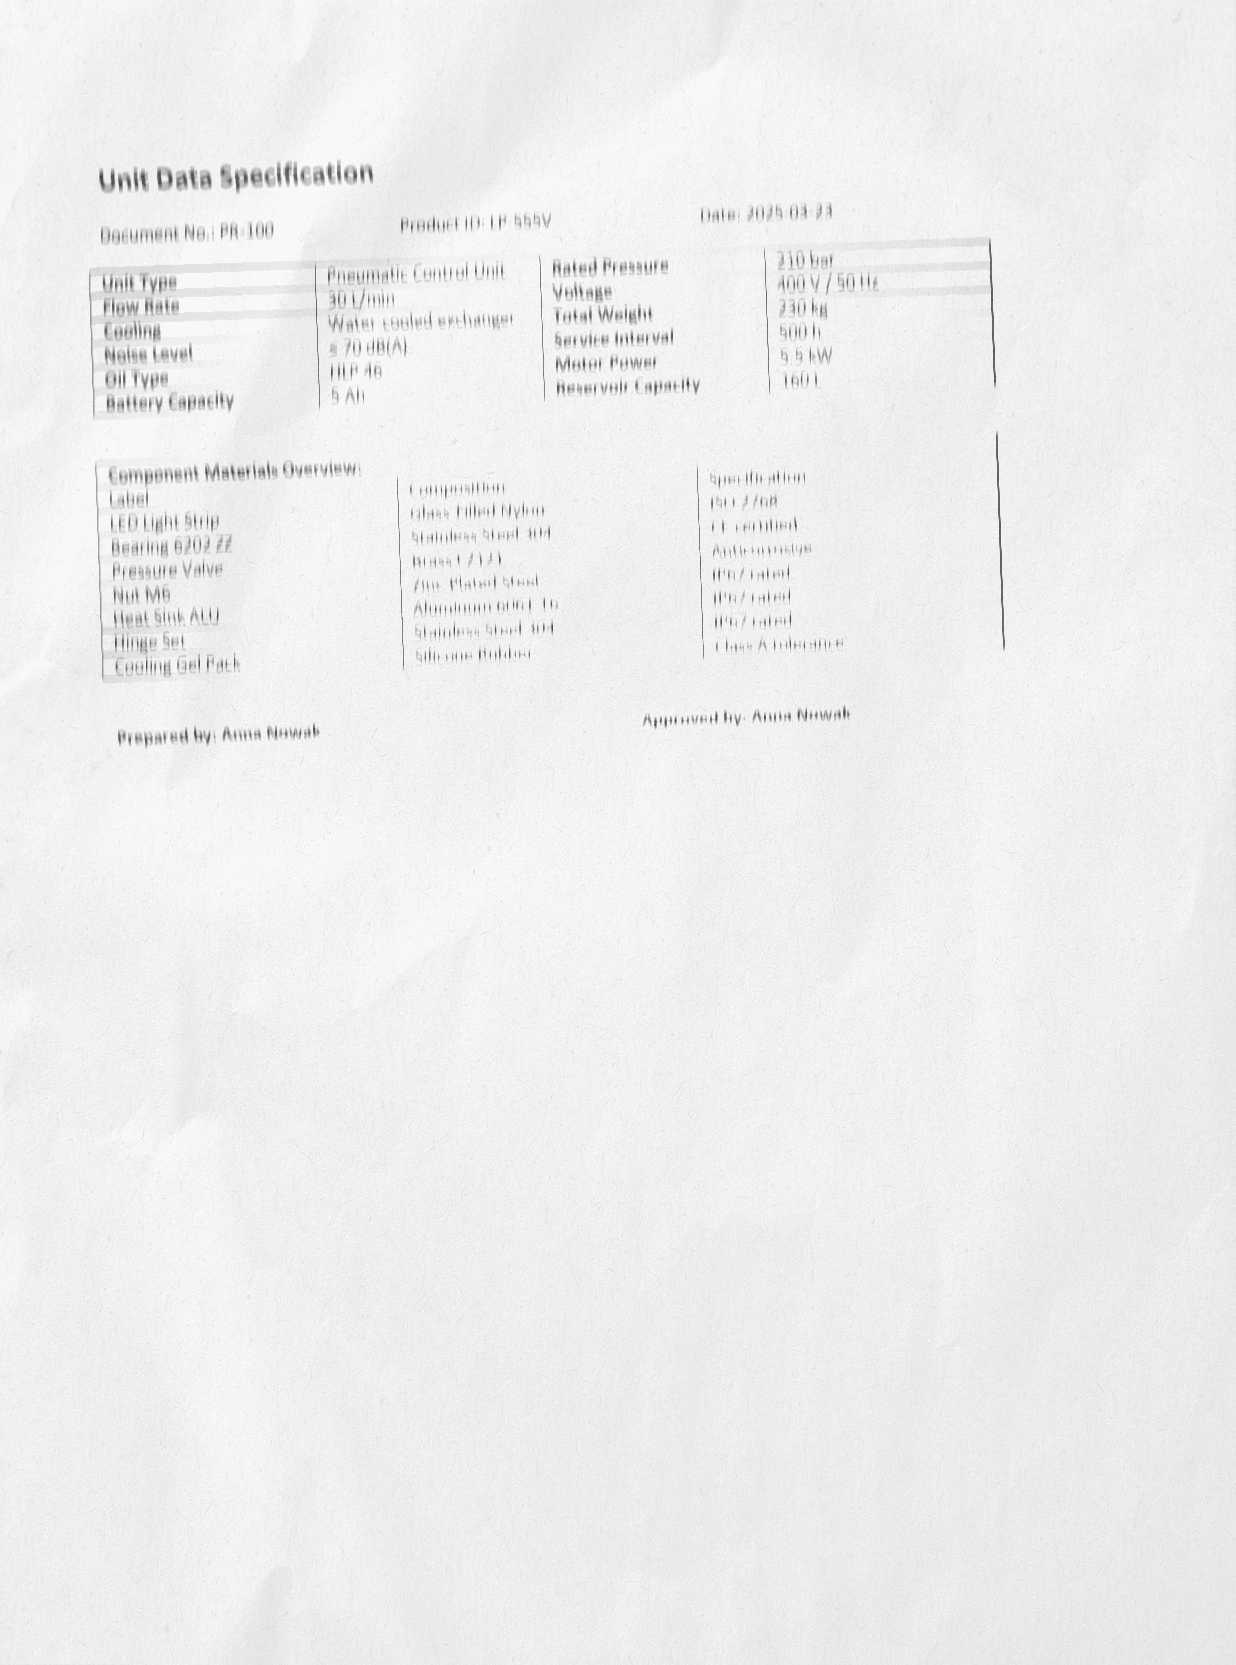 Unit Data Specification
Document No.: PR-100 Product ID: LP-555V Date: 2025-03-23
Unit Type Pneumatic Control Unit Rated Pressure 210 bar
Flow Rate 30 L/min Voltage 400 V / 50 Hz
Cooling Water-cooled exchanger Total Weight 230 kg
Noise Level ≤ 70 dB(A) Service Interval 500 h
Oil Type HLP 46 Motor Power 5.5 kW
Battery Capacity 5 Ah Reservoir Capacity 160 L
Component Materials Overview:
Label Composition Specification
LED Light Strip Glass-Filled Nylon ISO 2768
Bearing 6202 ZZ Stainless Steel 304 CE certified
Pressure Valve Brass Anticorrosive
Nut M6 Zinc-Plated Steel IP67 rated
Heat Sink ALU Aluminum 6061-T6 IP67 rated
Hinge Set Stainless Steel 304 IP67 rated
Cooling Gel Pack Silicone Rubber Class A tolerance
Prepared by: Anna Nowak Approved by: Anna Nowak